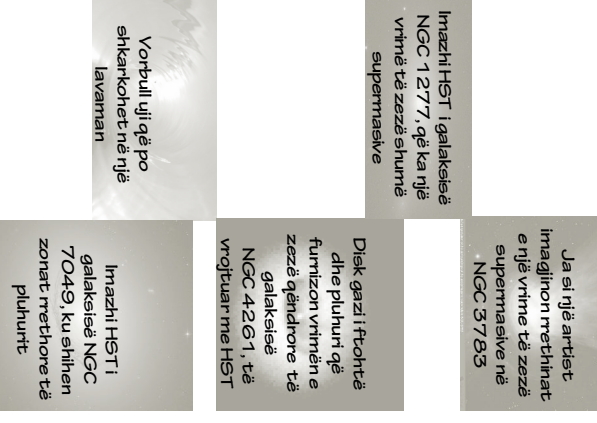 Vorbull uji që po
shkarkohet në një
lavaman
Imazhi HST i galaksisë
NGC 1277, që ka një
vrimë të zezë shumë
supermasive
Imazhi HST i
galaksisë NGC
7049, ku shihen
zonat rrethore të
pluhurit
Disk gazi i ftohtë
dhe pluhuri që
furnizon vrimën e
zezë qëndrore të
galaksisë
NGC 4261, të
vrojtuar me HST
Ja si një artist
imagjinon rrethinat
e një vrime të zezë
supermasive në
NGC 3783